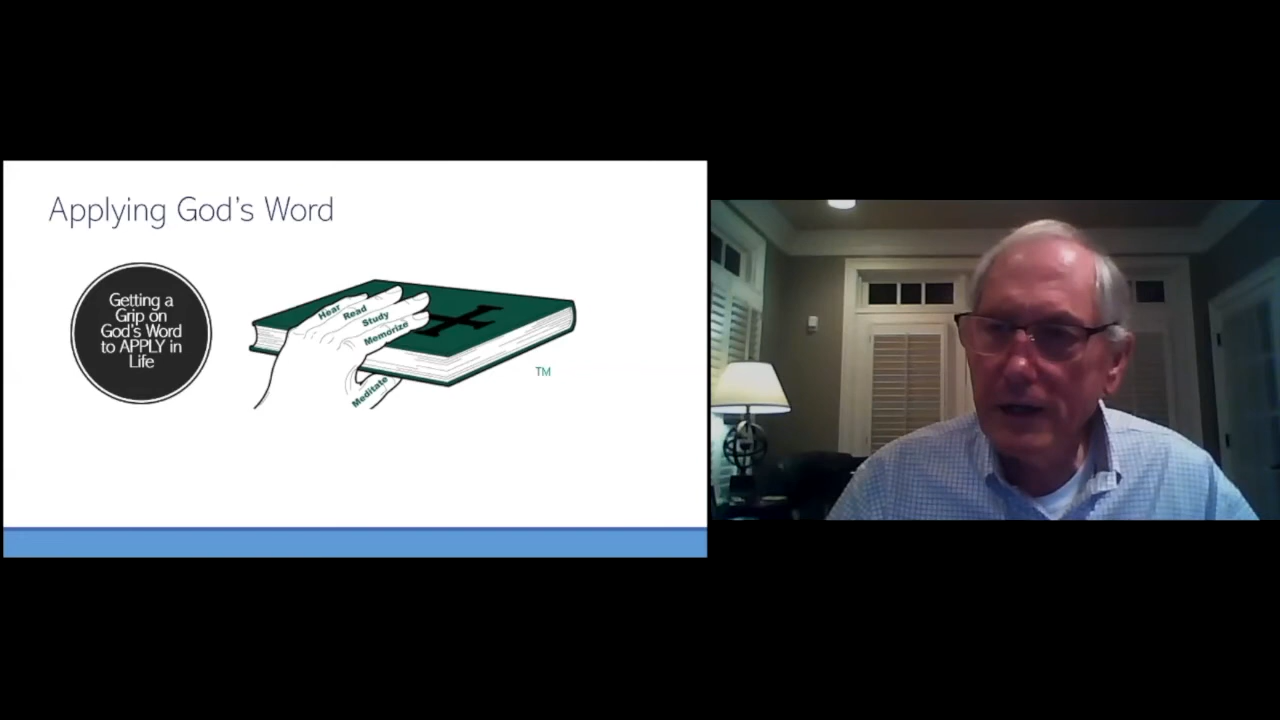 Applying God's Word
Getting a
Grip on
God's Word
to APPLY in
Life
Hear
Read
Study
Memorize
Meditate
TM